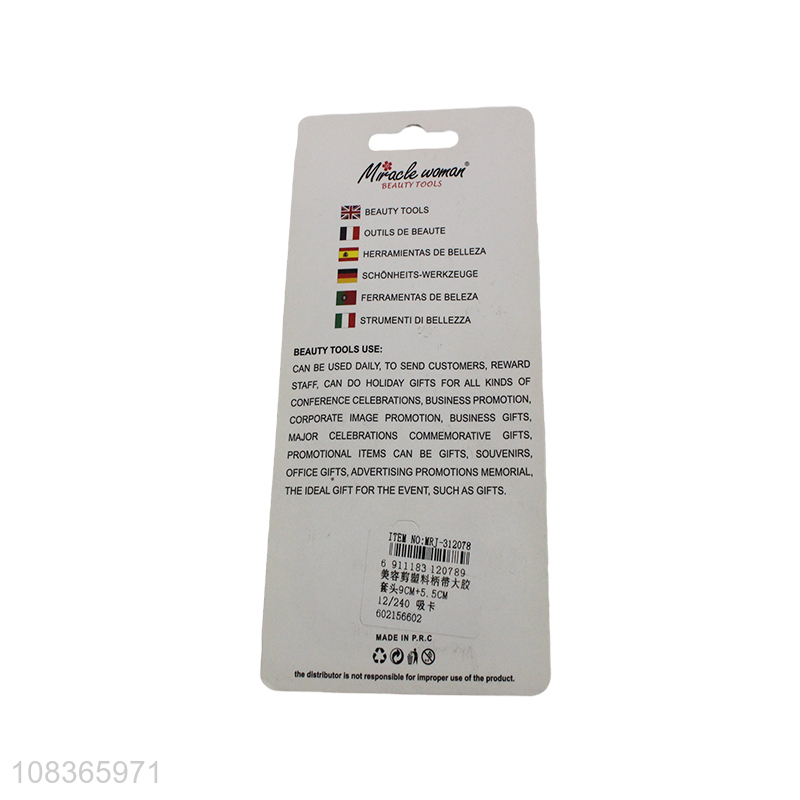 Miracle woman®
BEAUTY TOOLS
BEAUTY TOOLS
OUTILS DE BEAUTE
HERRAMIENTAS DE BELLEZA
SCHÖNHEITS-WERKZEUGE
FERRAMENTAS DE BELEZA
STRUMENTI DI BELLEZZA
BEAUTY TOOLS USE:
CAN BE USED DAILY, TO SEND CUSTOMERS, REWARD
STAFF, CAN DO HOLIDAY GIFTS FOR ALL KINDS OF
CONFERENCE CELEBRATIONS, BUSINESS PROMOTION,
CORPORATE IMAGE PROMOTION, BUSINESS GIFTS,
MAJOR CELEBRATIONS COMMEMORATIVE GIFTS,
PROMOTIONAL ITEMS CAN BE GIFTS, SOUVENIRS,
OFFICE GIFTS, ADVERTISING PROMOTIONS MEMORIAL,
THE IDEAL GIFT FOR THE EVENT, SUCH AS GIFTS.
ITEM NO:MRJ-312078
6 911183 120789
美容剪塑料柄带大胶
套头9CM+5.5CM
12/240 吸卡
602156602
MADE IN P.R.C
the distributor is not responsible for improper use of the product.
108365971